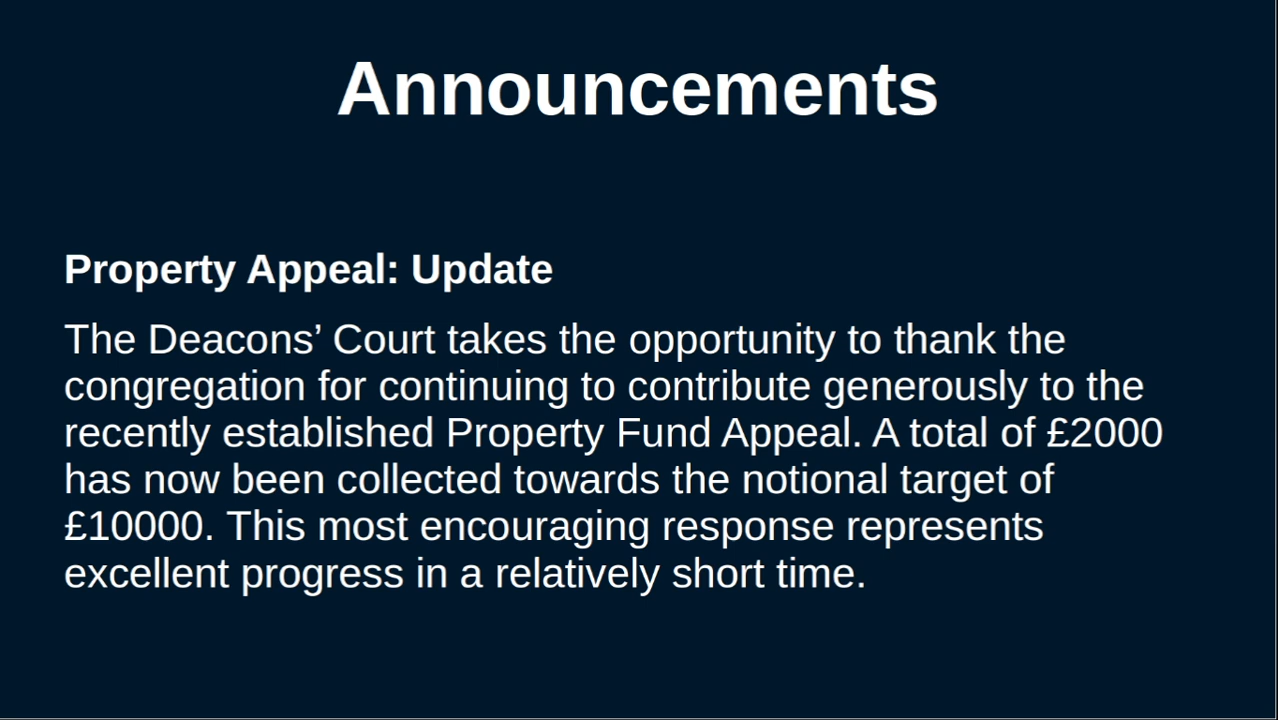 Announcements
Property Appeal: Update
The Deacons’ Court takes the opportunity to thank the
congregation for continuing to contribute generously to the
recently established Property Fund Appeal. A total of £2000
has now been collected towards the notional target of
£10000. This most encouraging response represents
excellent progress in a relatively short time.